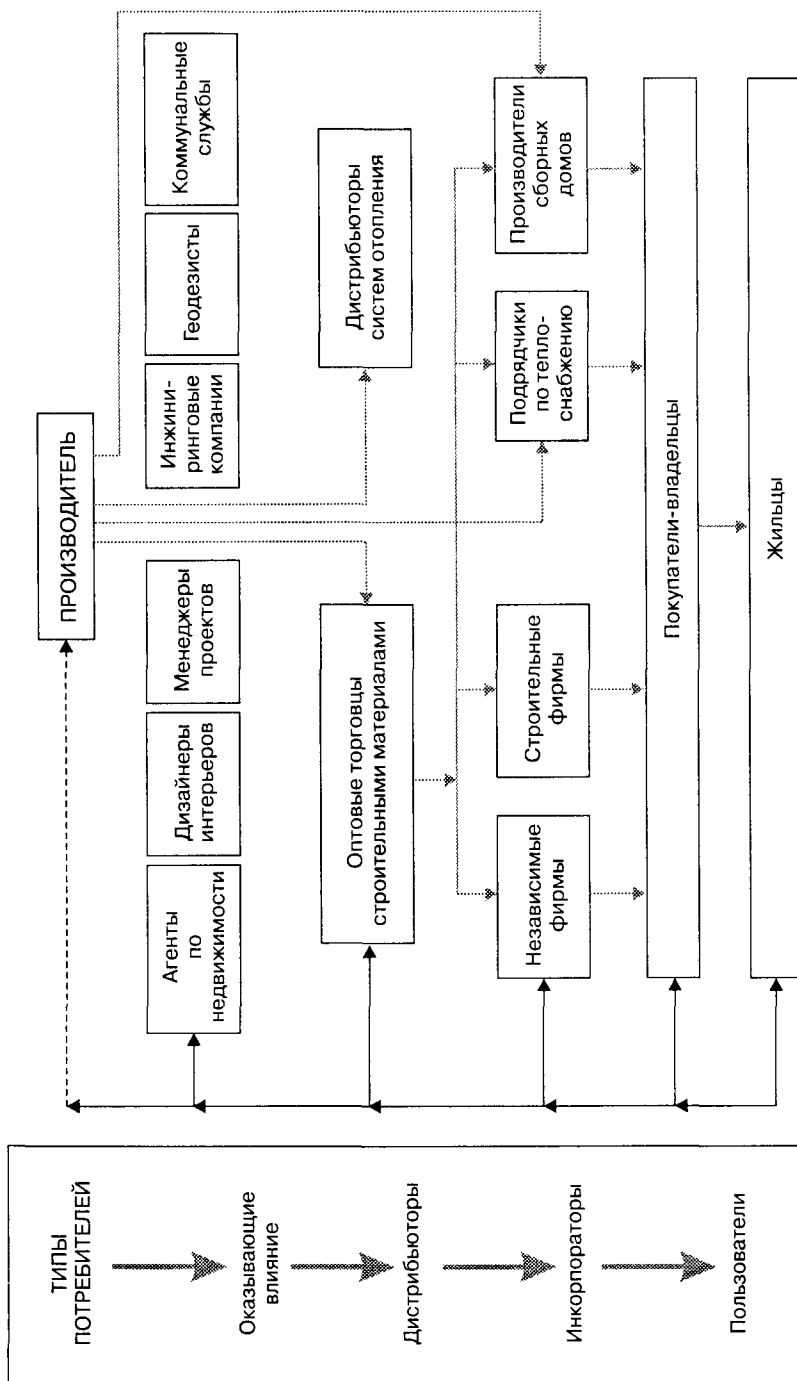 ТИПЫ
ПОТРЕБИТЕЛЕЙ
Оказывающие
влияние
Дистрибьюторы
Инкорпораторы
Пользователи
ПРОИЗВОДИТЕЛЬ
Агенты
по
недвижимости
Дизайнеры
интерьеров
Менеджеры
проектов
Инжини-
ринговые
компании
Геодезисты
Коммунальные
службы
Оптовые торговцы
строительными материалами
Дистрибьюторы
систем отопления
Независимые
фирмы
Строительные
фирмы
Подрядчики
по тепло-
снабжению
Производители
сборных
домов
Покупатели-владельцы
Жильцы